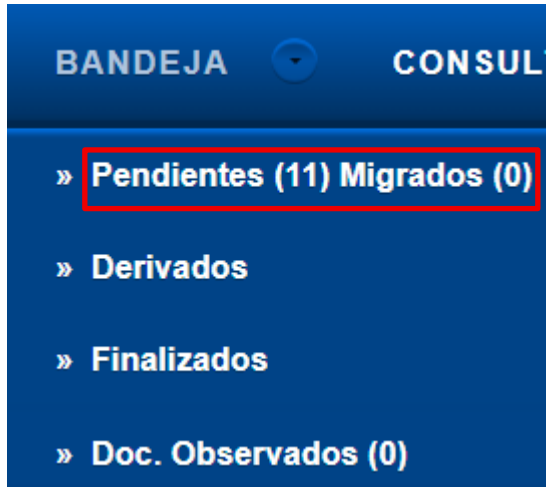 BANDEJA CONSUL
» Pendientes (11) Migrados (0)
» Derivados
» Finalizados
» Doc. Observados (0)